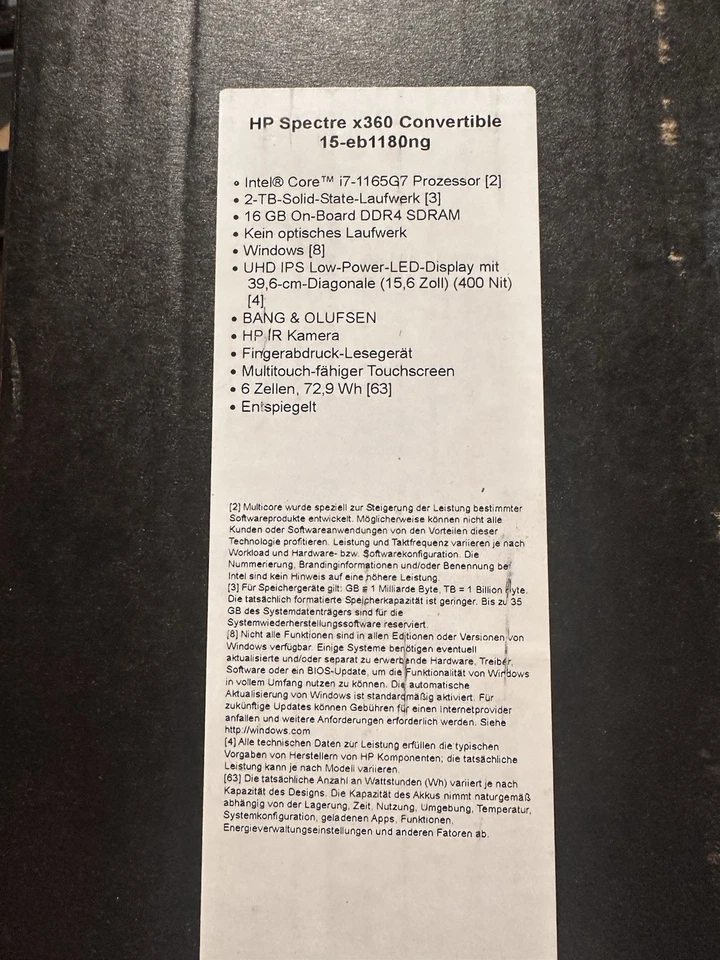 HP Spectre x360 Convertible
15-eb1180ng
• Intel® Core™ i7-1165G7 Prozessor [2]
• 2-TB-Solid-State-Laufwerk [3]
• 16 GB On-Board DDR4 SDRAM
• Kein optisches Laufwerk
• Windows [8]
• UHD IPS Low-Power-LED-Display mit
39,6-cm-Diagonale (15,6 Zoll) (400 Nit)
[4]
• BANG & OLUFSEN
• HP IR Kamera
• Fingerabdruck-Lesegerät
• Multitouch-fähiger Touchscreen
• 6 Zellen, 72,9 Wh [63]
• Entspiegelt
[2] Multicore wurde speziell zur Steigerung der Leistung bestimmter
Softwareprodukte entwickelt. Möglicherweise können nicht alle
Kunden oder Softwareanwendungen von den Vorteilen dieser
Technologie profitieren. Leistung und Taktfrequenz variieren je nach
Workload und Hardware- bzw. Softwarekonfiguration. Die
Nummerierung, Brandinginformationen und/oder Benennung bei
Intel sind kein Hinweis auf eine höhere Leistung.
[3] Für Speichergeräte gilt: GB = 1 Milliarde Byte, TB = 1 Billion Byte.
Die tatsächlich formatierte Speicherkapazität ist geringer. Bis zu 35
GB des Systemdatenträgers sind für die
Systemwiederherstellungssoftware reserviert.
[8] Nicht alle Funktionen sind in allen Editionen oder Versionen von
Windows verfügbar. Einige Systeme benötigen eventuell
aktualisierte und/oder separat zu erwerbende Hardware, Treiber,
Software oder ein BIOS-Update, um die Funktionalität von Windows
in vollem Umfang nutzen zu können. Die automatische
Aktualisierung von Windows ist standardmäßig aktiviert. Für
zukünftige Updates können Gebühren für einen Internetprovider
anfallen und weitere Anforderungen erforderlich werden. Siehe
http://windows.com
[4] Alle technischen Daten zur Leistung erfüllen die typischen
Vorgaben von Herstellern von HP Komponenten; die tatsächliche
Leistung kann je nach Modell variieren.
[63] Die tatsächliche Anzahl an Wattstunden (Wh) variiert je nach
Kapazität des Designs. Die Kapazität des Akkus nimmt naturgemäß
abhängig von der Lagerung, Zeit, Nutzung, Umgebung, Temperatur,
Systemkonfiguration, geladenen Apps, Funktionen,
Energieverwaltungseinstellungen und anderen Fatoren ab.